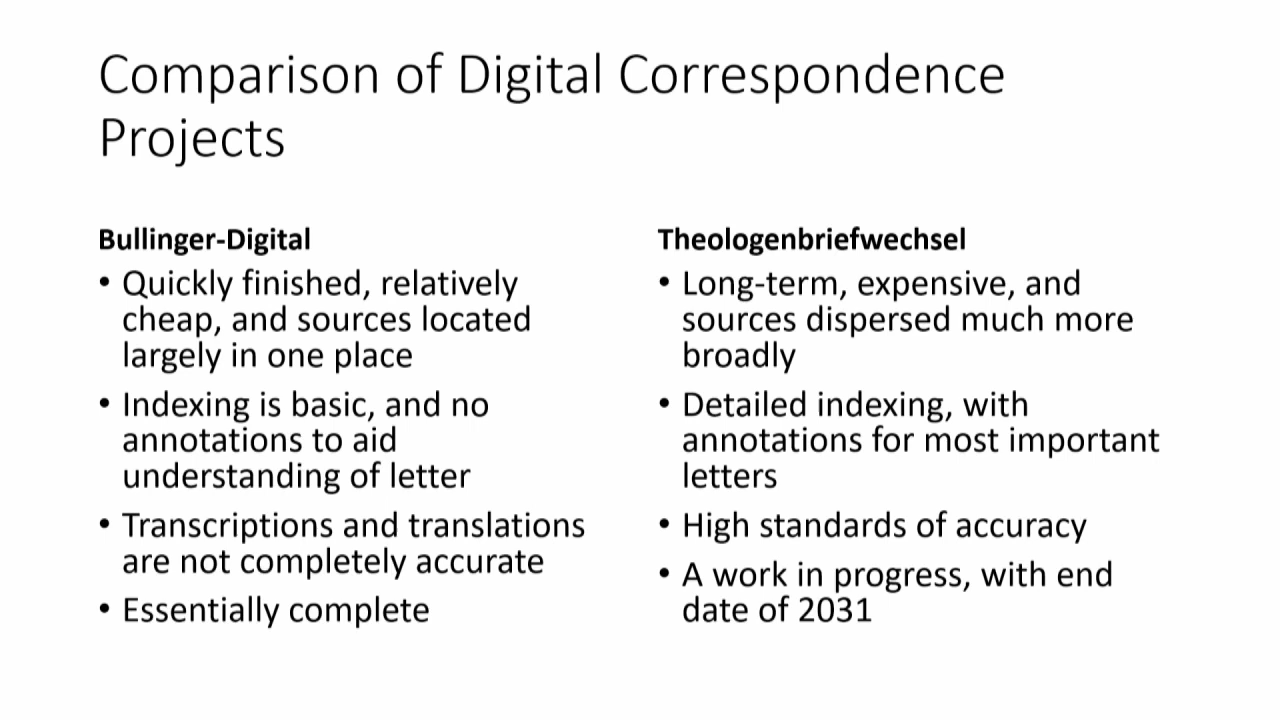 Comparison of Digital Correspondence
Projects
Bullinger-Digital
• Quickly finished, relatively
cheap, and sources located
largely in one place
• Indexing is basic, and no
annotations to aid
understanding of letter
• Transcriptions and translations
are not completely accurate
• Essentially complete
Theologenbriefwechsel
• Long-term, expensive, and
sources dispersed much more
broadly
• Detailed indexing, with
annotations for most important
letters
• High standards of accuracy
• A work in progress, with end
date of 2031